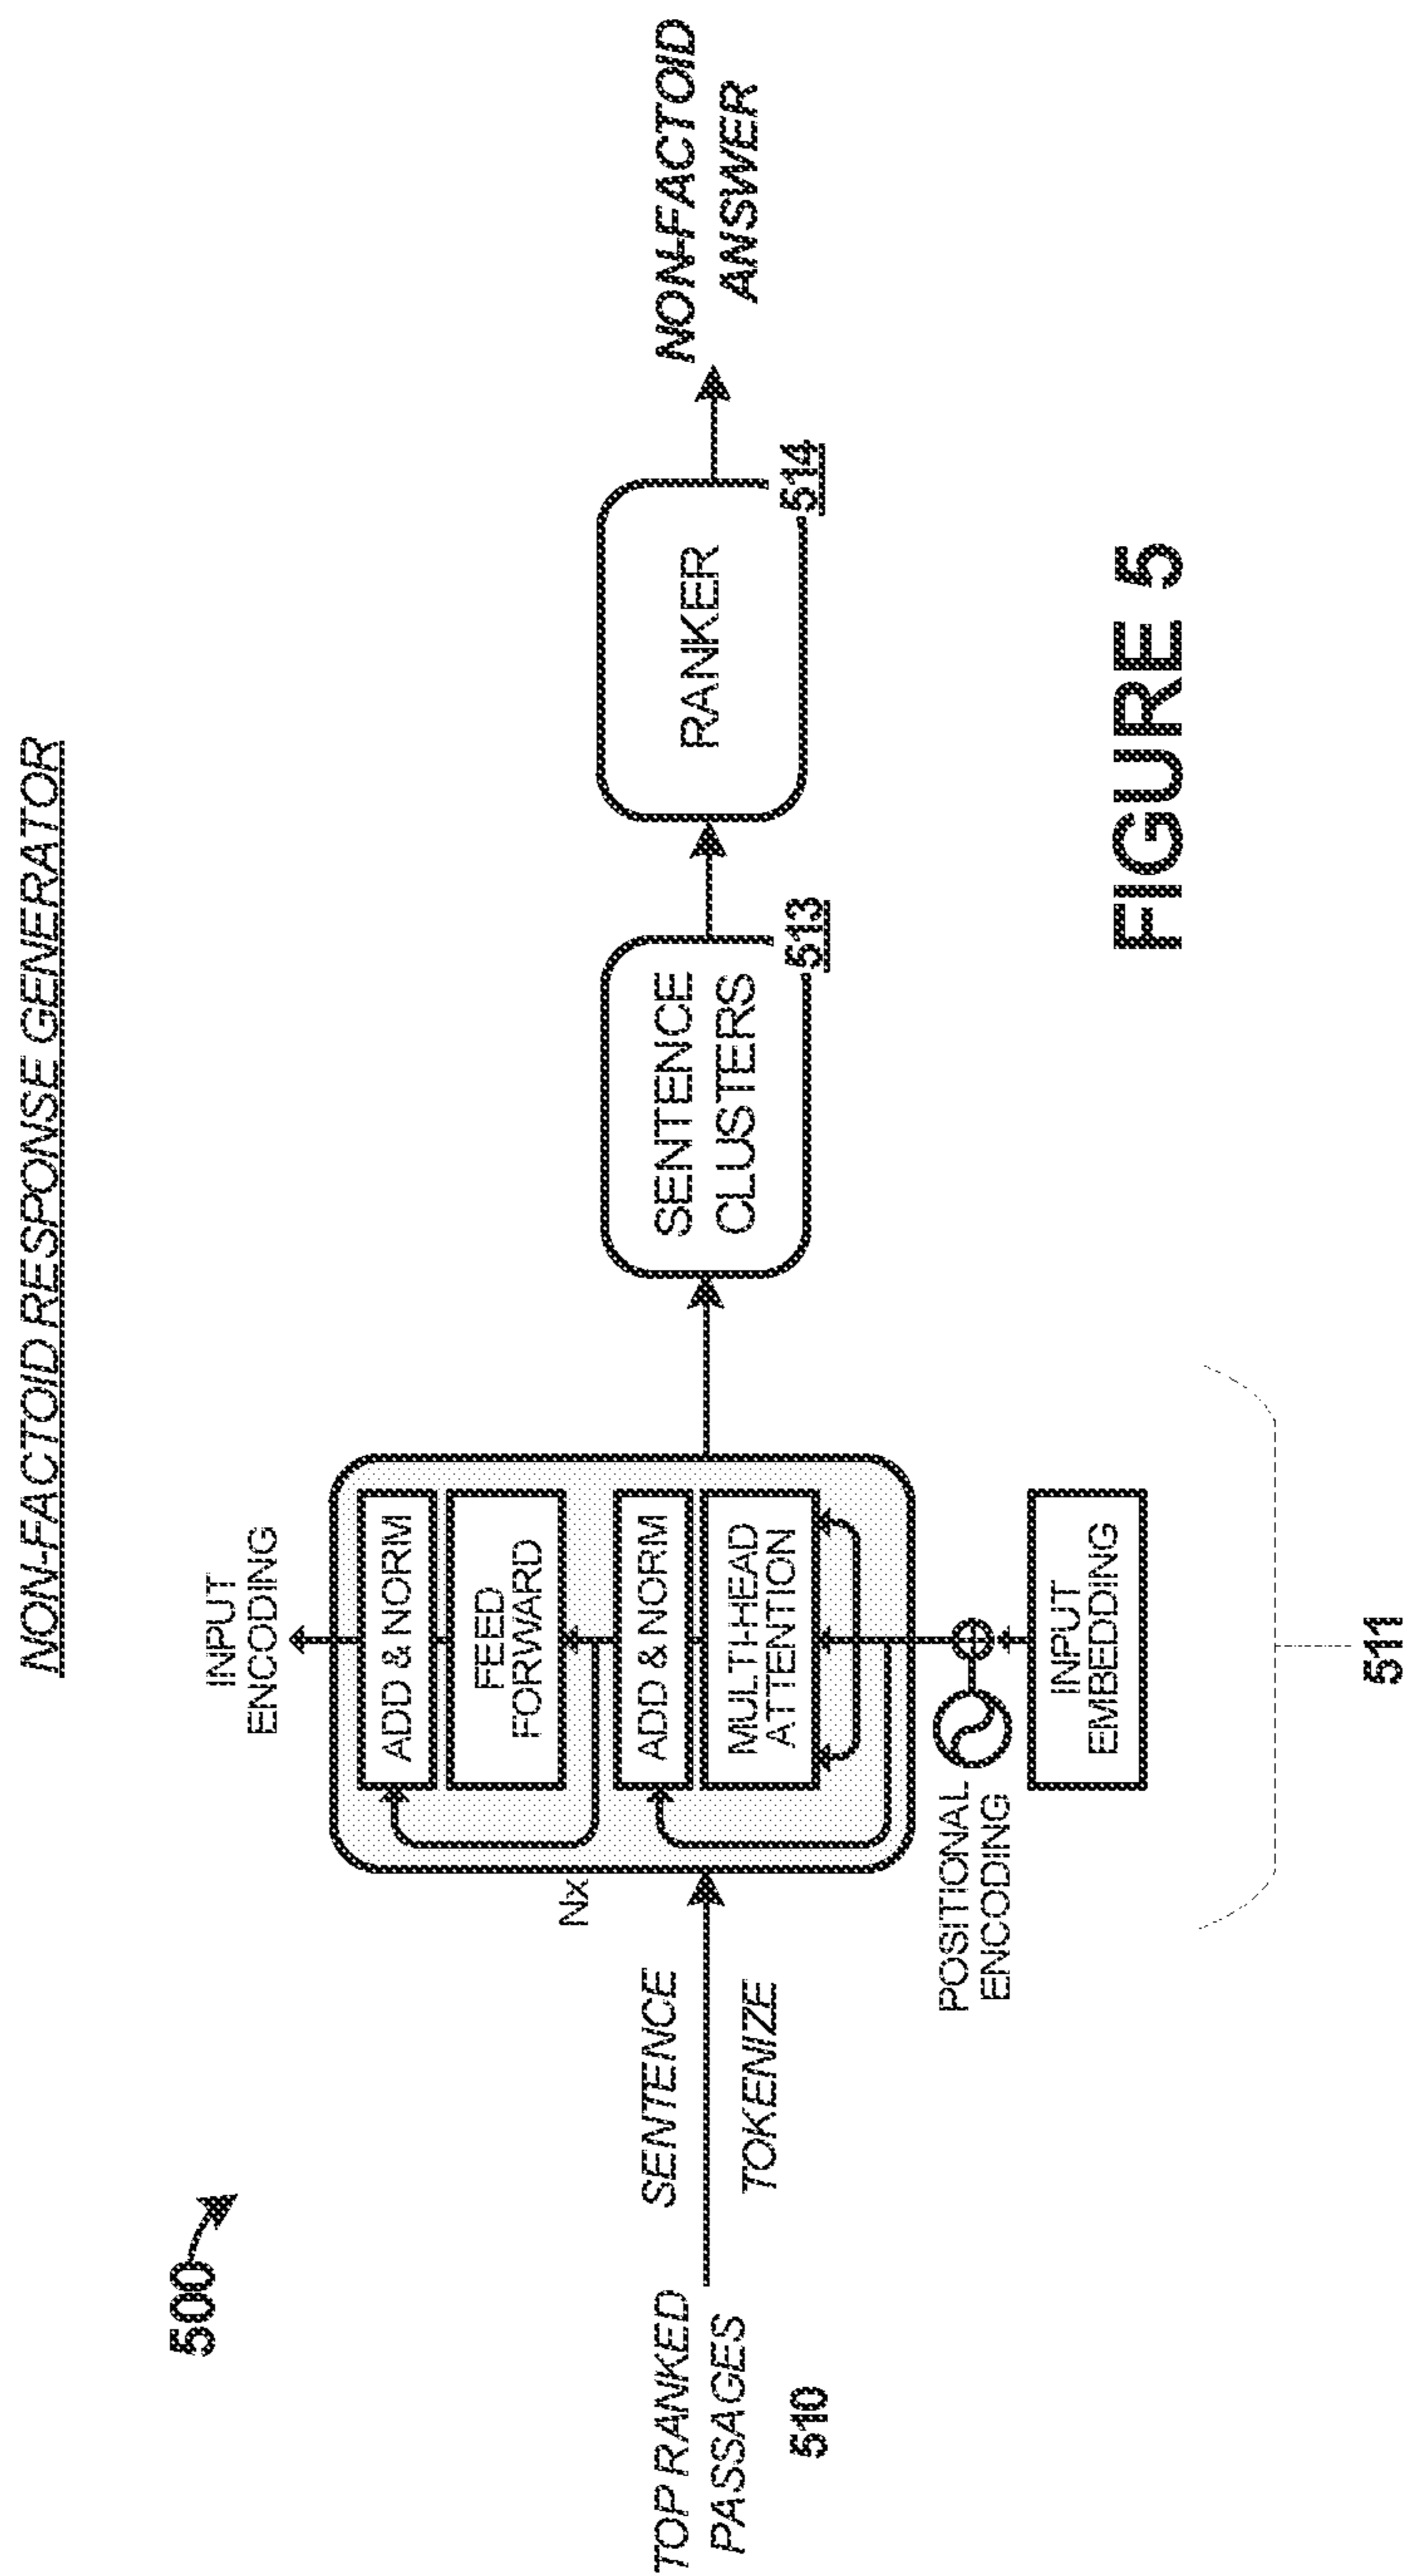 NON-FACTOID RESPONSE GENERATOR
500
INPUT
ENCODING
ADD & NORM
FEED
FORWARD
Nx
ADD & NORM
MULTI-HEAD
ATTENTION
POSITIONAL
ENCODING
INPUT
EMBEDDING
511
TOP RANKED
PASSAGES
510
SENTENCE
TOKENIZE
SENTENCE
CLUSTERS
513
RANKER
514
NON-FACTOID
ANSWER
FIGURE 5